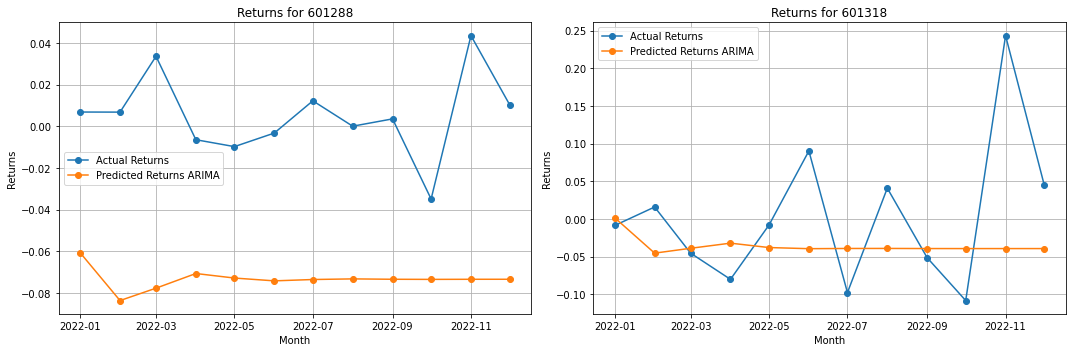 Returns for 601288
0.04
0.02
0.00
−0.02
−0.04
−0.06
−0.08
Returns
Actual Returns
Predicted Returns ARIMA
2022-01 2022-03 2022-05 2022-07 2022-09 2022-11
Month
Returns for 601318
0.25
0.20
0.15
0.10
0.05
0.00
−0.05
−0.10
Returns
Actual Returns
Predicted Returns ARIMA
2022-01 2022-03 2022-05 2022-07 2022-09 2022-11
Month